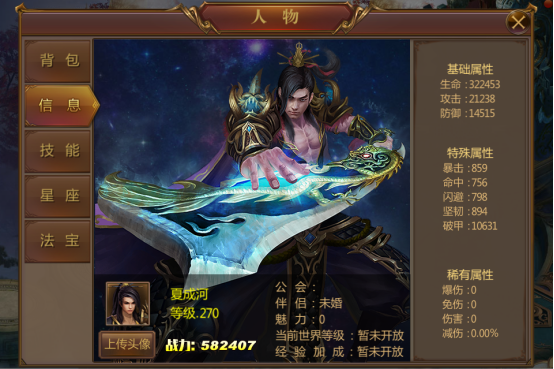 人 物
背 包
信 息
技 能
星 座
法 宝
基础属性
生命:322453
攻击:21238
防御:14515
特殊属性
暴击:859
命中:756
闪避:798
坚韧:894
破甲:10631
稀有属性
爆伤:0
免伤:0
伤害:0
减伤:0.00%
夏成河
等级.270
上传头像
战力: 582407
公 会:
伴 侣:未婚
魅 力:0
当前世界等级:暂未开放
经 验 加 成:暂未开放